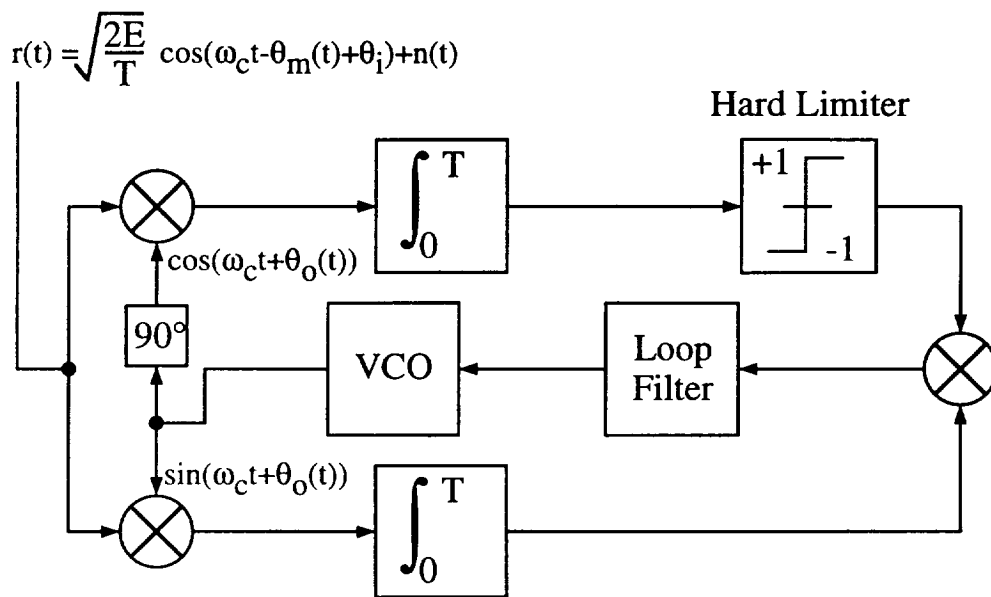 r(t) = √(2E/T) cos(ω_c t-θ_m(t)+θ_i)+n(t)
Hard Limiter
∫_0^T
+1
-1
cos(ω_c t+θ_o(t))
90°
VCO
Loop
Filter
sin(ω_c t+θ_o(t))
∫_0^T